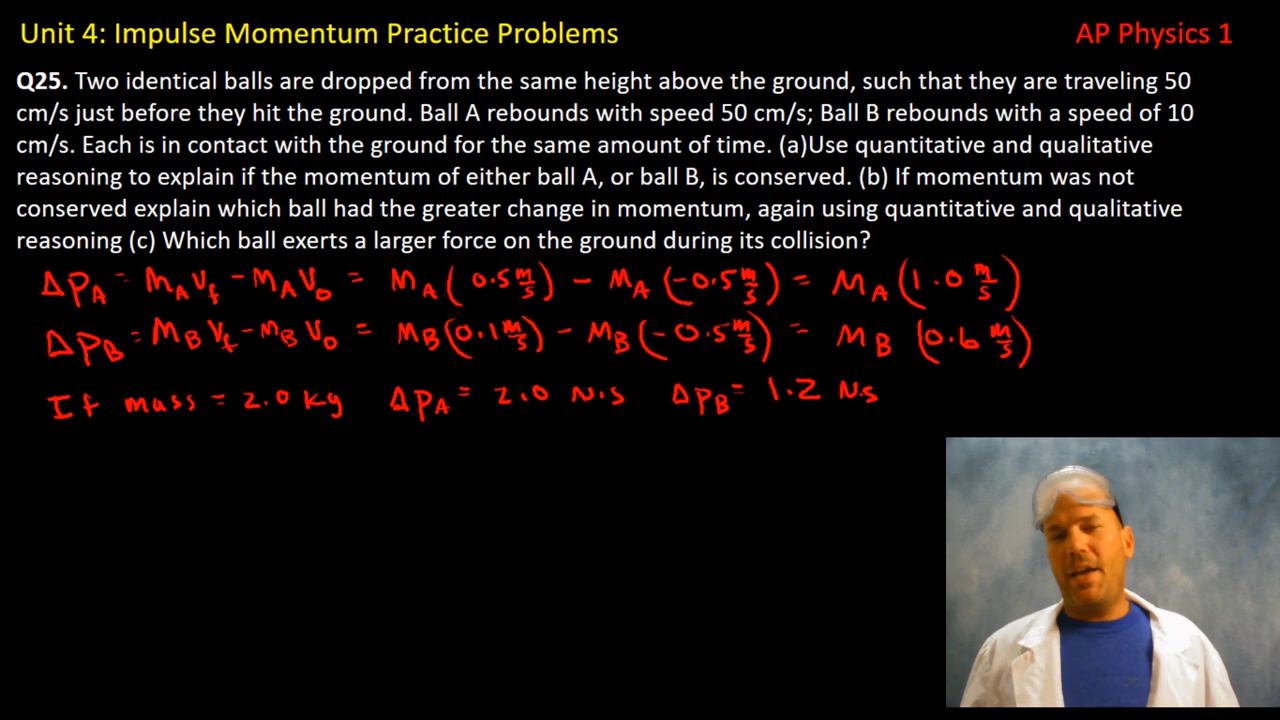 Unit 4: Impulse Momentum Practice Problems
AP Physics 1
Q25. Two identical balls are dropped from the same height above the ground, such that they are traveling 50
cm/s just before they hit the ground. Ball A rebounds with speed 50 cm/s; Ball B rebounds with a speed of 10
cm/s. Each is in contact with the ground for the same amount of time. (a)Use quantitative and qualitative
reasoning to explain if the momentum of either ball A, or ball B, is conserved. (b) If momentum was not
conserved explain which ball had the greater change in momentum, again using quantitative and qualitative
reasoning (c) Which ball exerts a larger force on the ground during its collision?
ΔpA = mAvf - mAv0 = mA(0.5 m/s) - mA(-0.5 m/s) = mA(1.0 m/s)
ΔpB = mBvf - mBv0 = mB(0.1 m/s) - mB(-0.5 m/s) = mB(0.6 m/s)
If mass = 2.0 kg ΔpA = 2.0 N.s ΔpB = 1.2 N.s